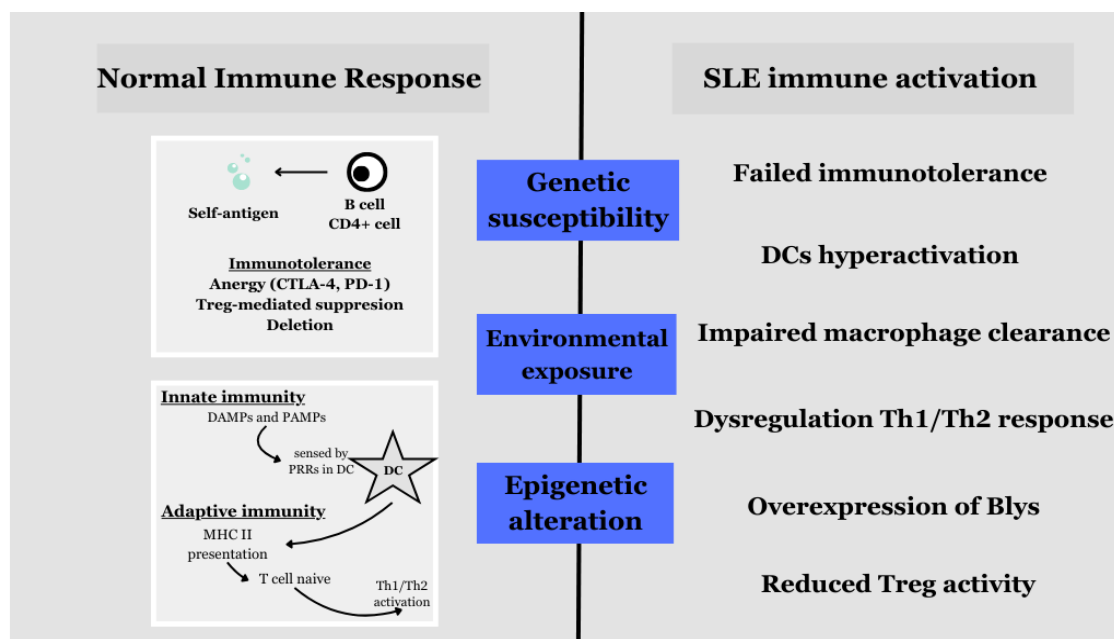 Normal Immune Response
Self-antigen
B cell
CD4+ cell
Immunotolerance
Anergy (CTLA-4, PD-1)
Treg-mediated suppresion
Deletion
Innate immunity
DAMPs and PAMPs
sensed by
PRRs in DC
DC
Adaptive immunity
MHC II
presentation
T cell naive
Th1/Th2
activation
Genetic
susceptibility
Environmental
exposure
Epigenetic
alteration
SLE immune activation
Failed immunotolerance
DCs hyperactivation
Impaired macrophage clearance
Dysregulation Th1/Th2 response
Overexpression of Blys
Reduced Treg activity